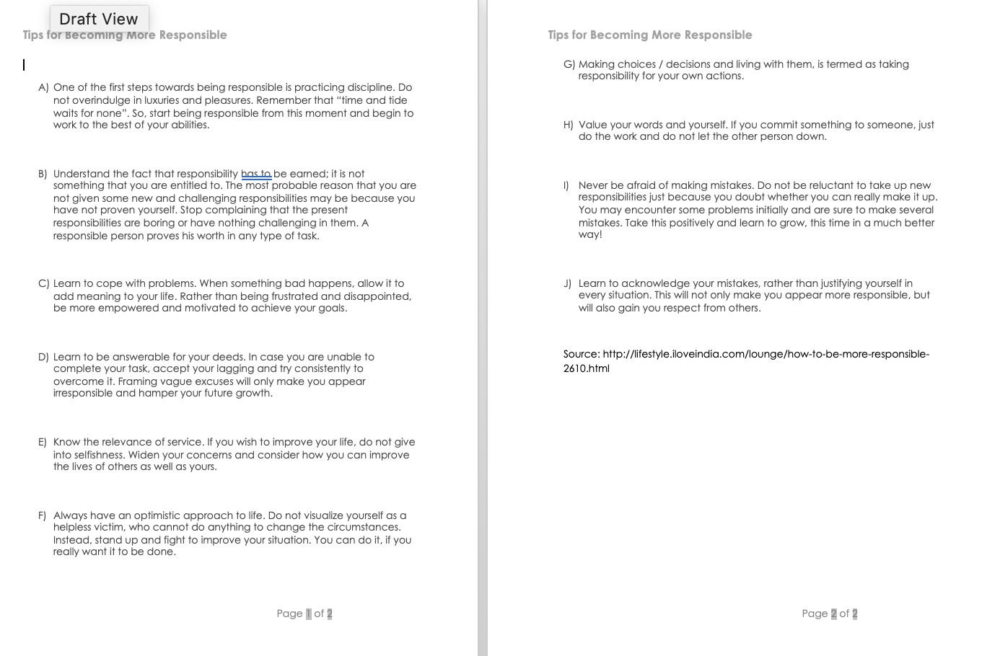 Draft View
Tips for Becoming More Responsible
A) One of the first steps towards being responsible is practicing discipline. Do
not overindulge in luxuries and pleasures. Remember that “time and tide
waits for none”. So, start being responsible from this moment and begin to
work to the best of your abilities.
B) Understand the fact that responsibility has to be earned; it is not
something that you are entitled to. The most probable reason that you are
not given some new and challenging responsibilities may be because you
have not proven yourself. Stop complaining that the present
responsibilities are boring or have nothing challenging in them. A
responsible person proves his worth in any type of task.
C) Learn to cope with problems. When something bad happens, allow it to
add meaning to your life. Rather than being frustrated and disappointed,
be more empowered and motivated to achieve your goals.
D) Learn to be answerable for your deeds. In case you are unable to
complete your task, accept your lagging and try consistently to
overcome it. Framing vague excuses will only make you appear
irresponsible and hamper your future growth.
E) Know the relevance of service. If you wish to improve your life, do not give
into selfishness. Widen your concerns and consider how you can improve
the lives of others as well as yours.
F) Always have an optimistic approach to life. Do not visualize yourself as a
helpless victim, who cannot do anything to change the circumstances.
Instead, stand up and fight to improve your situation. You can do it, if you
really want it to be done.
Page 1 of 2
Tips for Becoming More Responsible
G) Making choices / decisions and living with them, is termed as taking
responsibility for your own actions.
H) Value your words and yourself. If you commit something to someone, just
do the work and do not let the other person down.
I) Never be afraid of making mistakes. Do not be reluctant to take up new
responsibilities just because you doubt whether you can really make it up.
You may encounter some problems initially and are sure to make several
mistakes. Take this positively and learn to grow, this time in a much better
way!
J) Learn to acknowledge your mistakes, rather than justifying yourself in
every situation. This will not only make you appear more responsible, but
will also gain you respect from others.
Source: http://lifestyle.iloveindia.com/lounge/how-to-be-more-responsible-
2610.html
Page 2 of 2